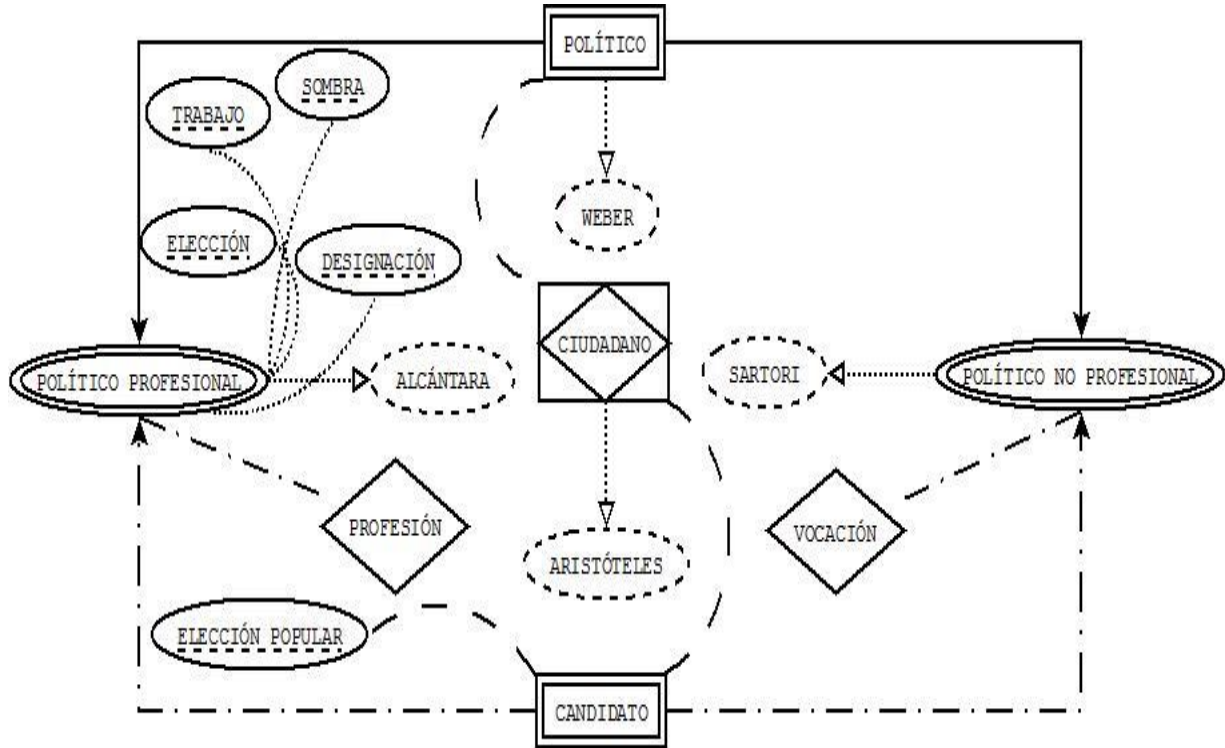 POLÍTICO
SOMBRA
TRABAJO
WEBER
ELECCIÓN
DESIGNACIÓN
CIUDADANO
POLÍTICO PROFESIONAL
ALCÁNTARA
SARTORI
POLÍTICO NO PROFESIONAL
PROFESIÓN
VOCACIÓN
ARISTÓTELES
ELECCIÓN POPULAR
CANDIDATO